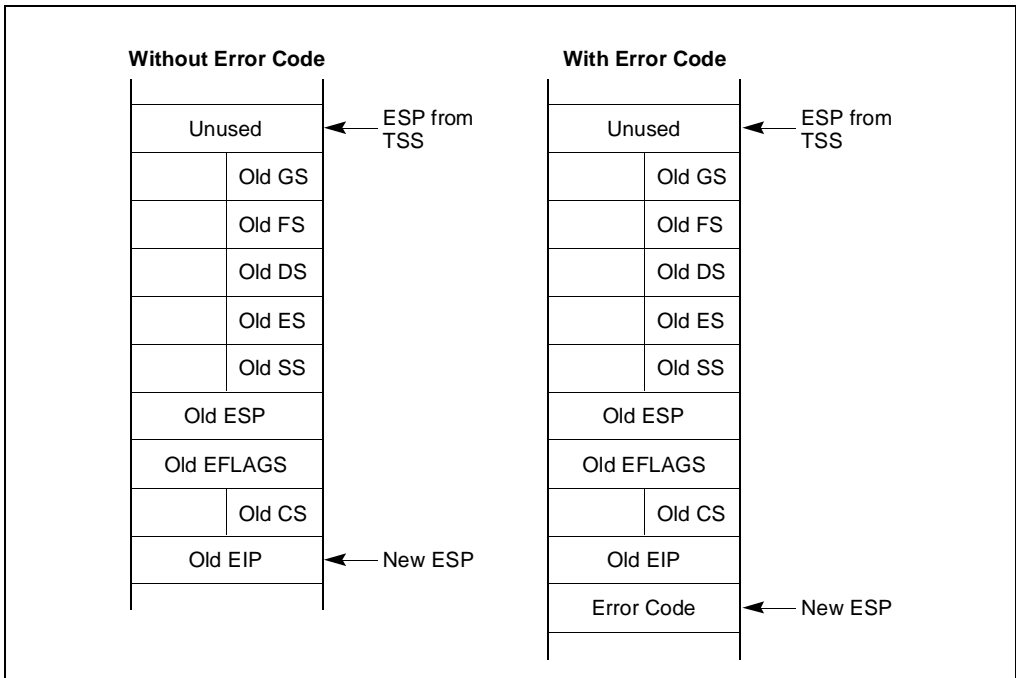 Without Error Code
Unused
ESP from
TSS
Old GS
Old FS
Old DS
Old ES
Old SS
Old ESP
Old EFLAGS
Old CS
Old EIP
New ESP
With Error Code
Unused
ESP from
TSS
Old GS
Old FS
Old DS
Old ES
Old SS
Old ESP
Old EFLAGS
Old CS
Old EIP
Error Code
New ESP